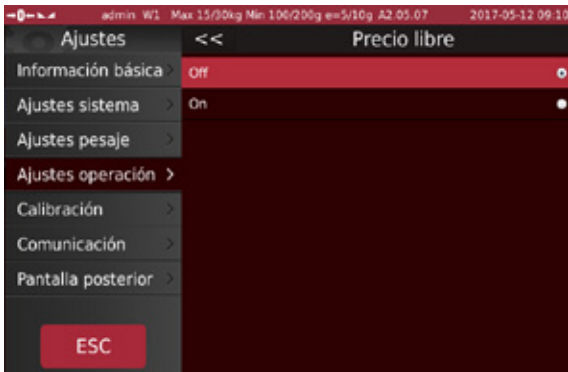 →0← admin W1 Max 15/30kg Min 100/200g e=5/10g A2.05.07 2017-05-12 09:10
Ajustes << Precio libre
Información básica >
Off
Ajustes sistema >
On
Ajustes pesaje >
Ajustes operación >
Calibración >
Comunicación >
Pantalla posterior >
ESC